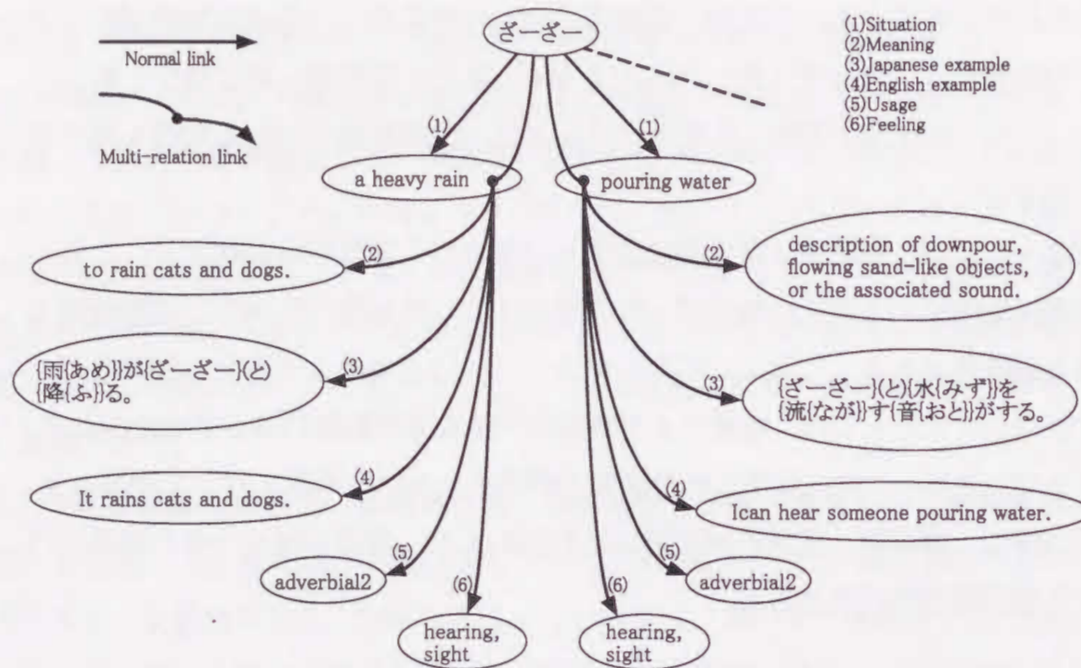 ざーざー
(1)Situation
(2)Meaning
(3)Japanese example
(4)English example
(5)Usage
(6)Feeling
Normal link
Multi-relation link
(1)
(1)
a heavy rain
pouring water
(2)
(2)
to rain cats and dogs.
description of downpour,
flowing sand-like objects,
or the associated sound.
(3)
(3)
{雨{あめ}}が{ざーざー}(と)
{降{ふ}}る。
{ざーざー}(と){水{みず}}を
{流{なが}}す{音{おと}}がする。
(4)
(4)
It rains cats and dogs.
Ican hear someone pouring water.
(5)
(5)
adverbial2
adverbial2
(6)
(6)
hearing,
sight
hearing,
sight